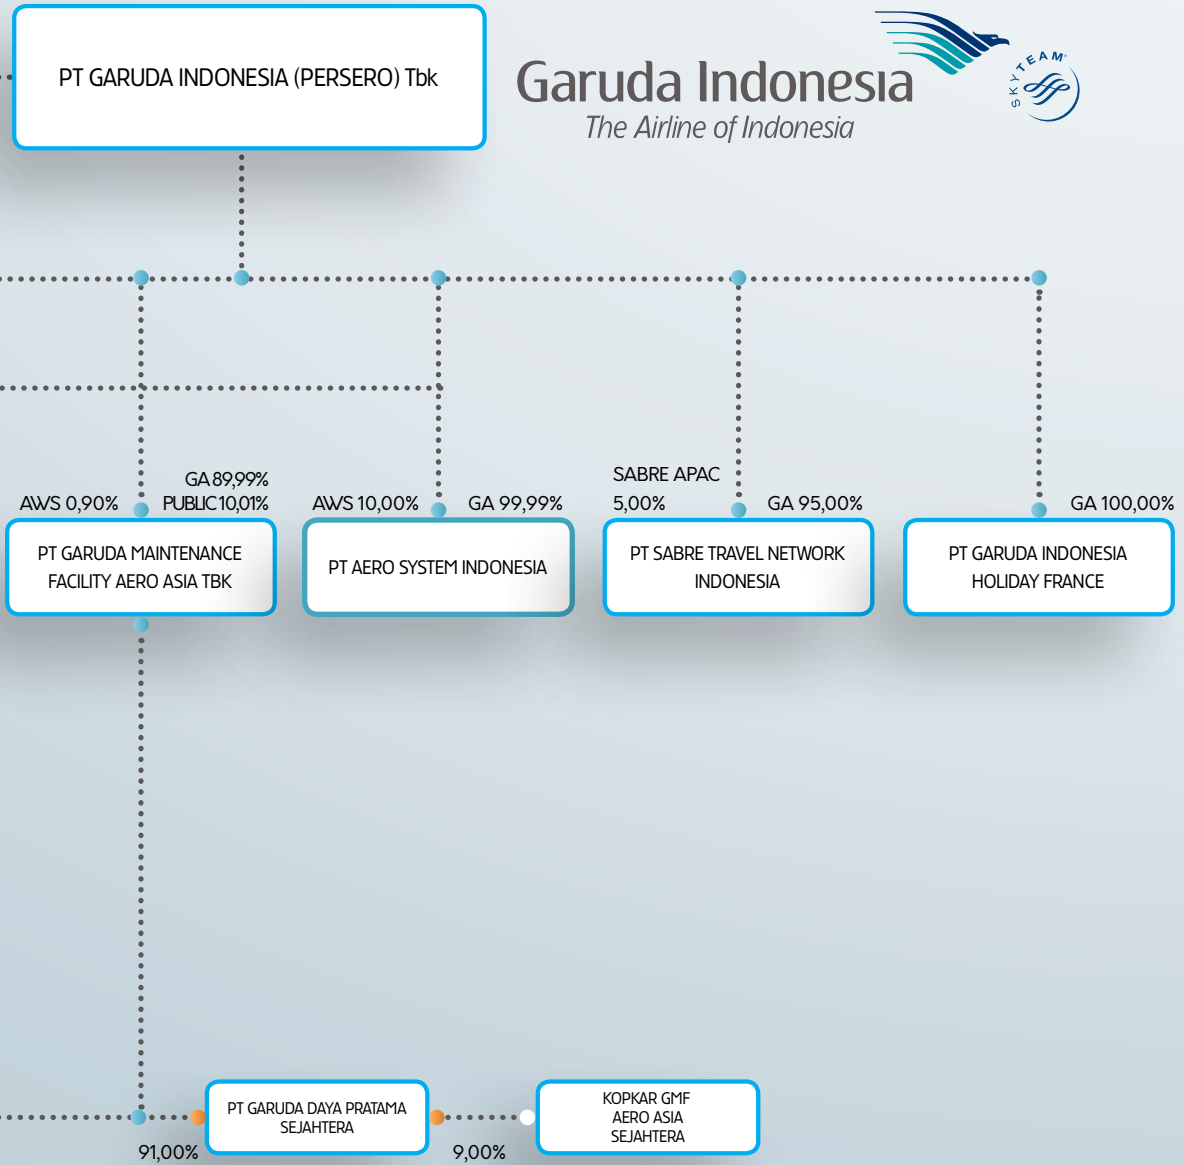 PT GARUDA INDONESIA (PERSERO) Tbk
Garuda Indonesia
The Airline of Indonesia
SKYTEAM
AWS 0,90%
GA 89,99%
PUBLIC 10,01%
PT GARUDA MAINTENANCE
FACILITY AERO ASIA TBK
AWS 10,00%
GA 99,99%
PT AERO SYSTEM INDONESIA
SABRE APAC
5,00%
GA 95,00%
PT SABRE TRAVEL NETWORK
INDONESIA
GA 100,00%
PT GARUDA INDONESIA
HOLIDAY FRANCE
91,00%
PT GARUDA DAYA PRATAMA
SEJAHTERA
9,00%
KOPKAR GMF
AERO ASIA
SEJAHTERA